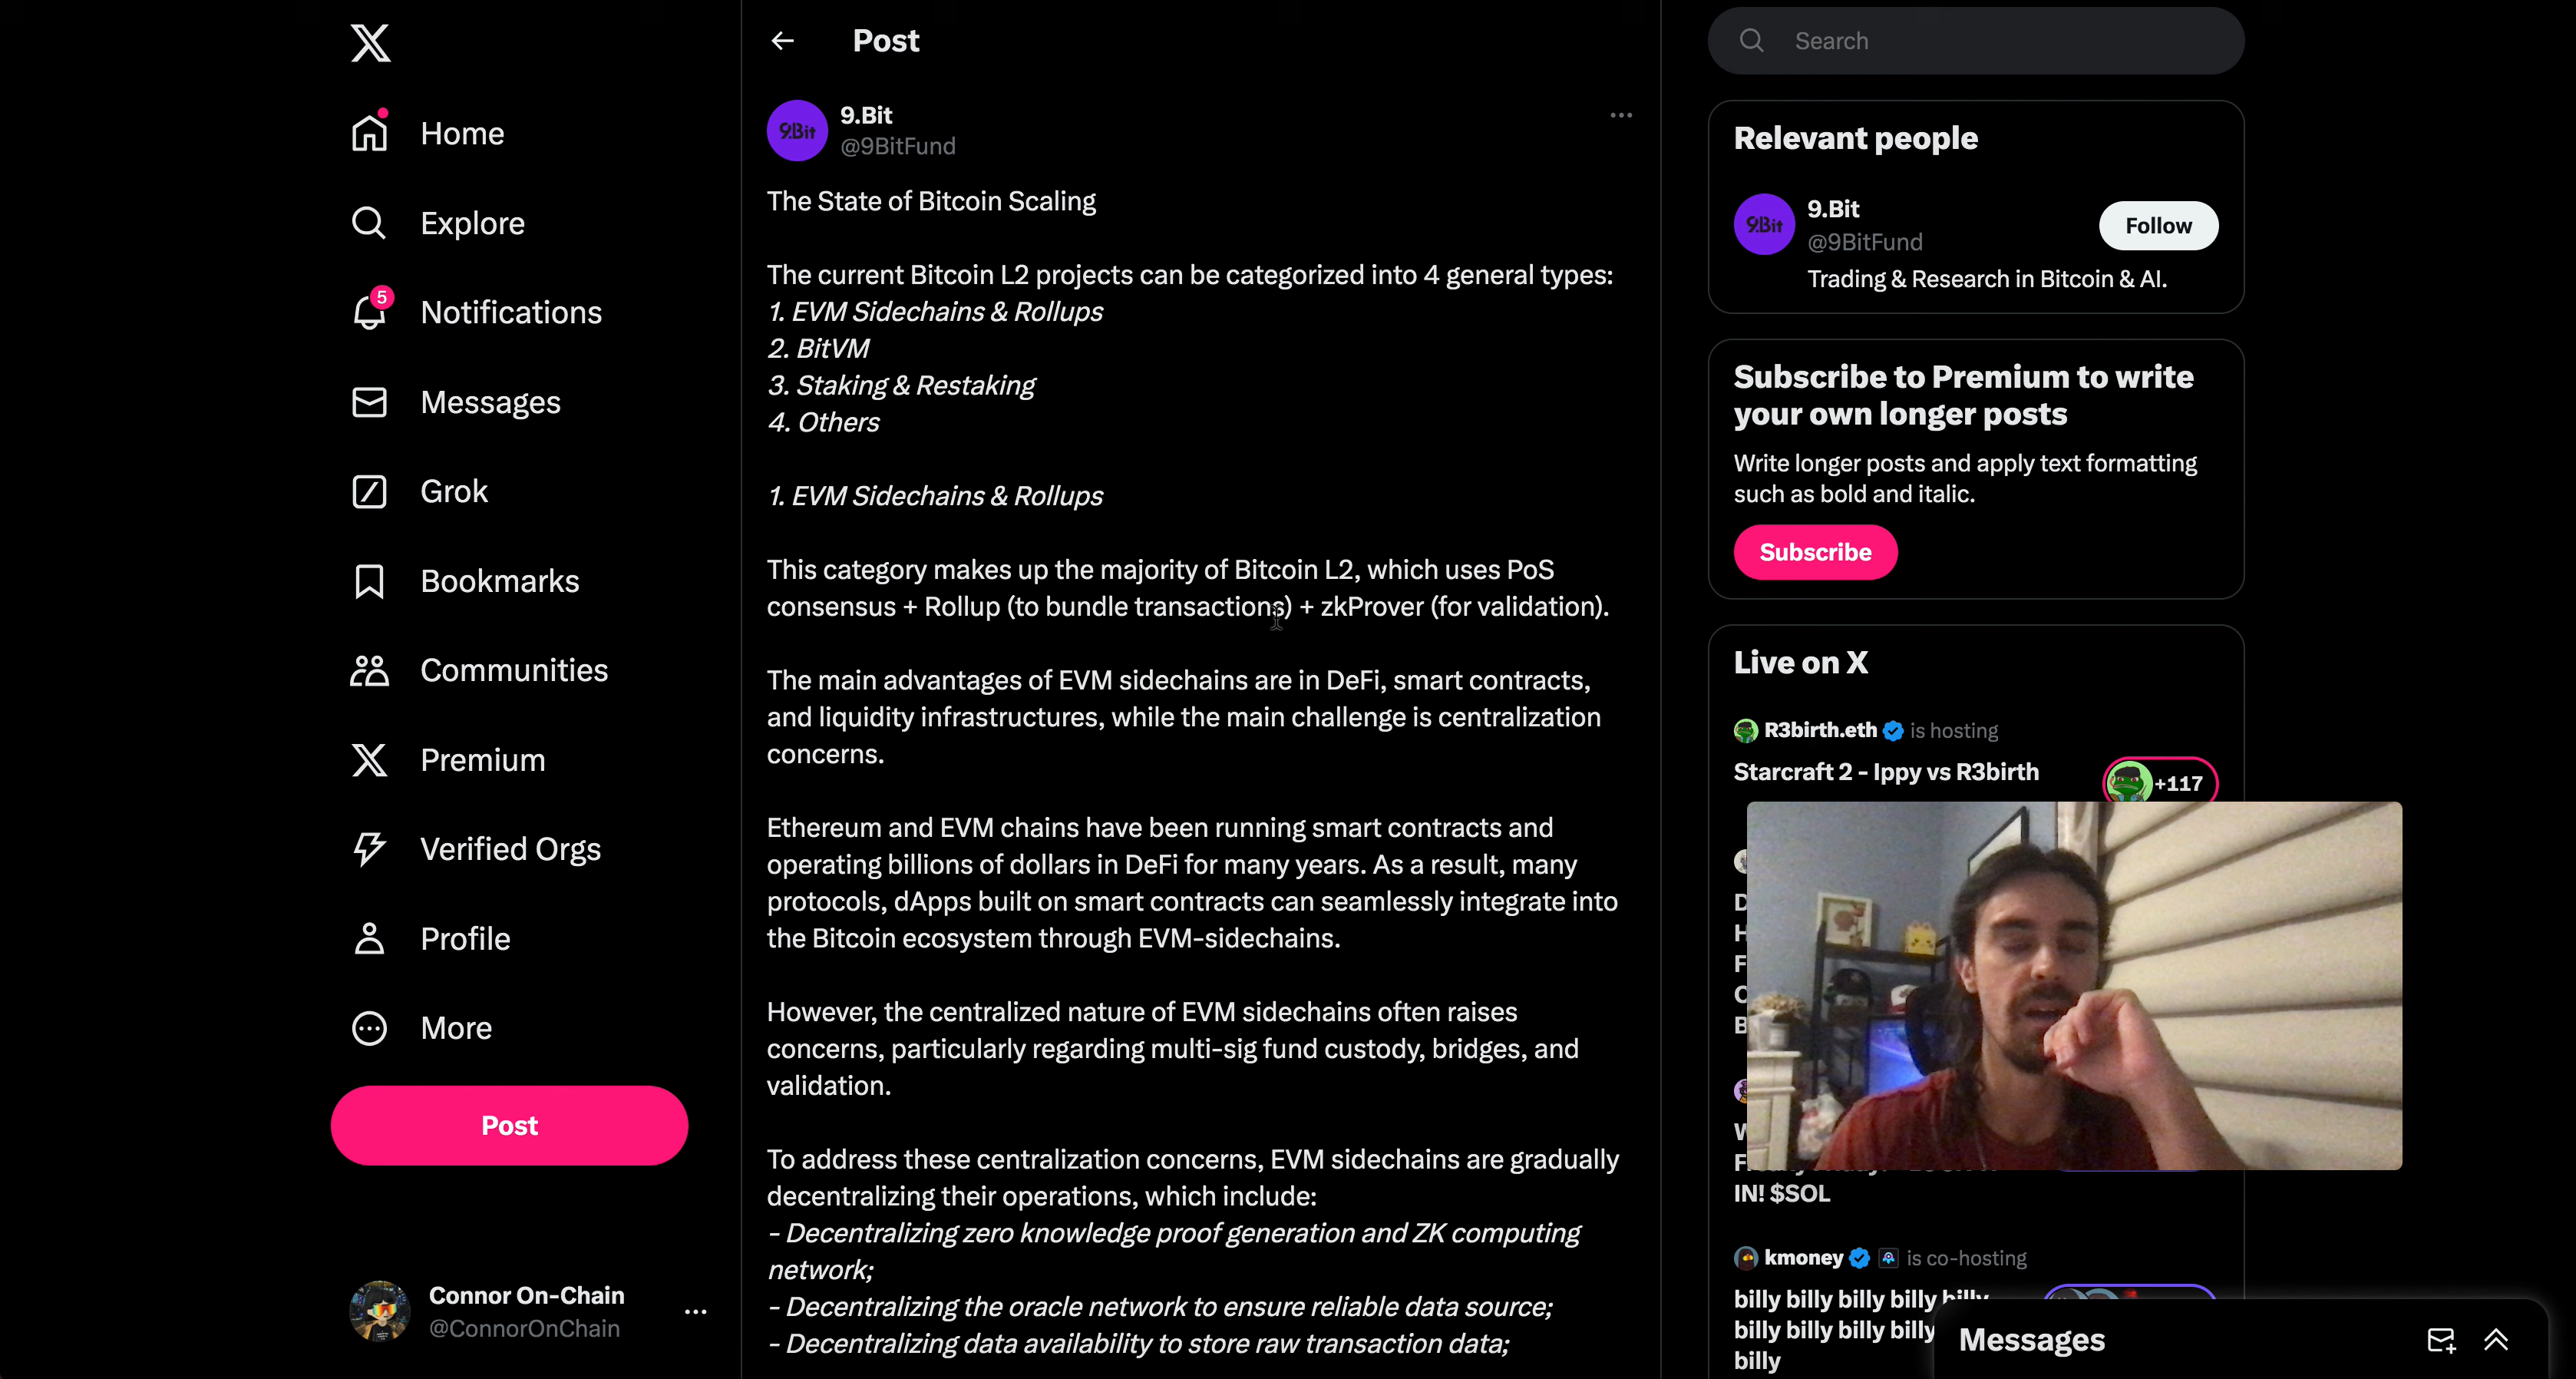 Home
Explore
5
Notifications
Messages
Grok
Bookmarks
Communities
Premium
Verified Orgs
Profile
More
Post
Connor On-Chain
@ConnorOnChain
Post
9.Bit
9.Bit
@9BitFund
The State of Bitcoin Scaling
The current Bitcoin L2 projects can be categorized into 4 general types:
1. EVM Sidechains & Rollups
2. BitVM
3. Staking & Restaking
4. Others
1. EVM Sidechains & Rollups
This category makes up the majority of Bitcoin L2, which uses PoS
consensus + Rollup (to bundle transactions) + zkProver (for validation).
The main advantages of EVM sidechains are in DeFi, smart contracts,
and liquidity infrastructures, while the main challenge is centralization
concerns.
Ethereum and EVM chains have been running smart contracts and
operating billions of dollars in DeFi for many years. As a result, many
protocols, dApps built on smart contracts can seamlessly integrate into
the Bitcoin ecosystem through EVM-sidechains.
However, the centralized nature of EVM sidechains often raises
concerns, particularly regarding multi-sig fund custody, bridges, and
validation.
To address these centralization concerns, EVM sidechains are gradually
decentralizing their operations, which include:
- Decentralizing zero knowledge proof generation and ZK computing
network;
- Decentralizing the oracle network to ensure reliable data source;
- Decentralizing data availability to store raw transaction data;
Search
Relevant people
9.Bit
9.Bit
@9BitFund
Follow
Trading & Research in Bitcoin & AI.
Subscribe to Premium to write
your own longer posts
Write longer posts and apply text formatting
such as bold and italic.
Subscribe
Live on X
R3birth.eth is hosting
Starcraft 2 - Ippy vs R3birth
+117
D
H
F
C
B
W
IN! $SOL
kmoney is co-hosting
billy billy billy billy billy
billy billy billy billy
billy
Messages